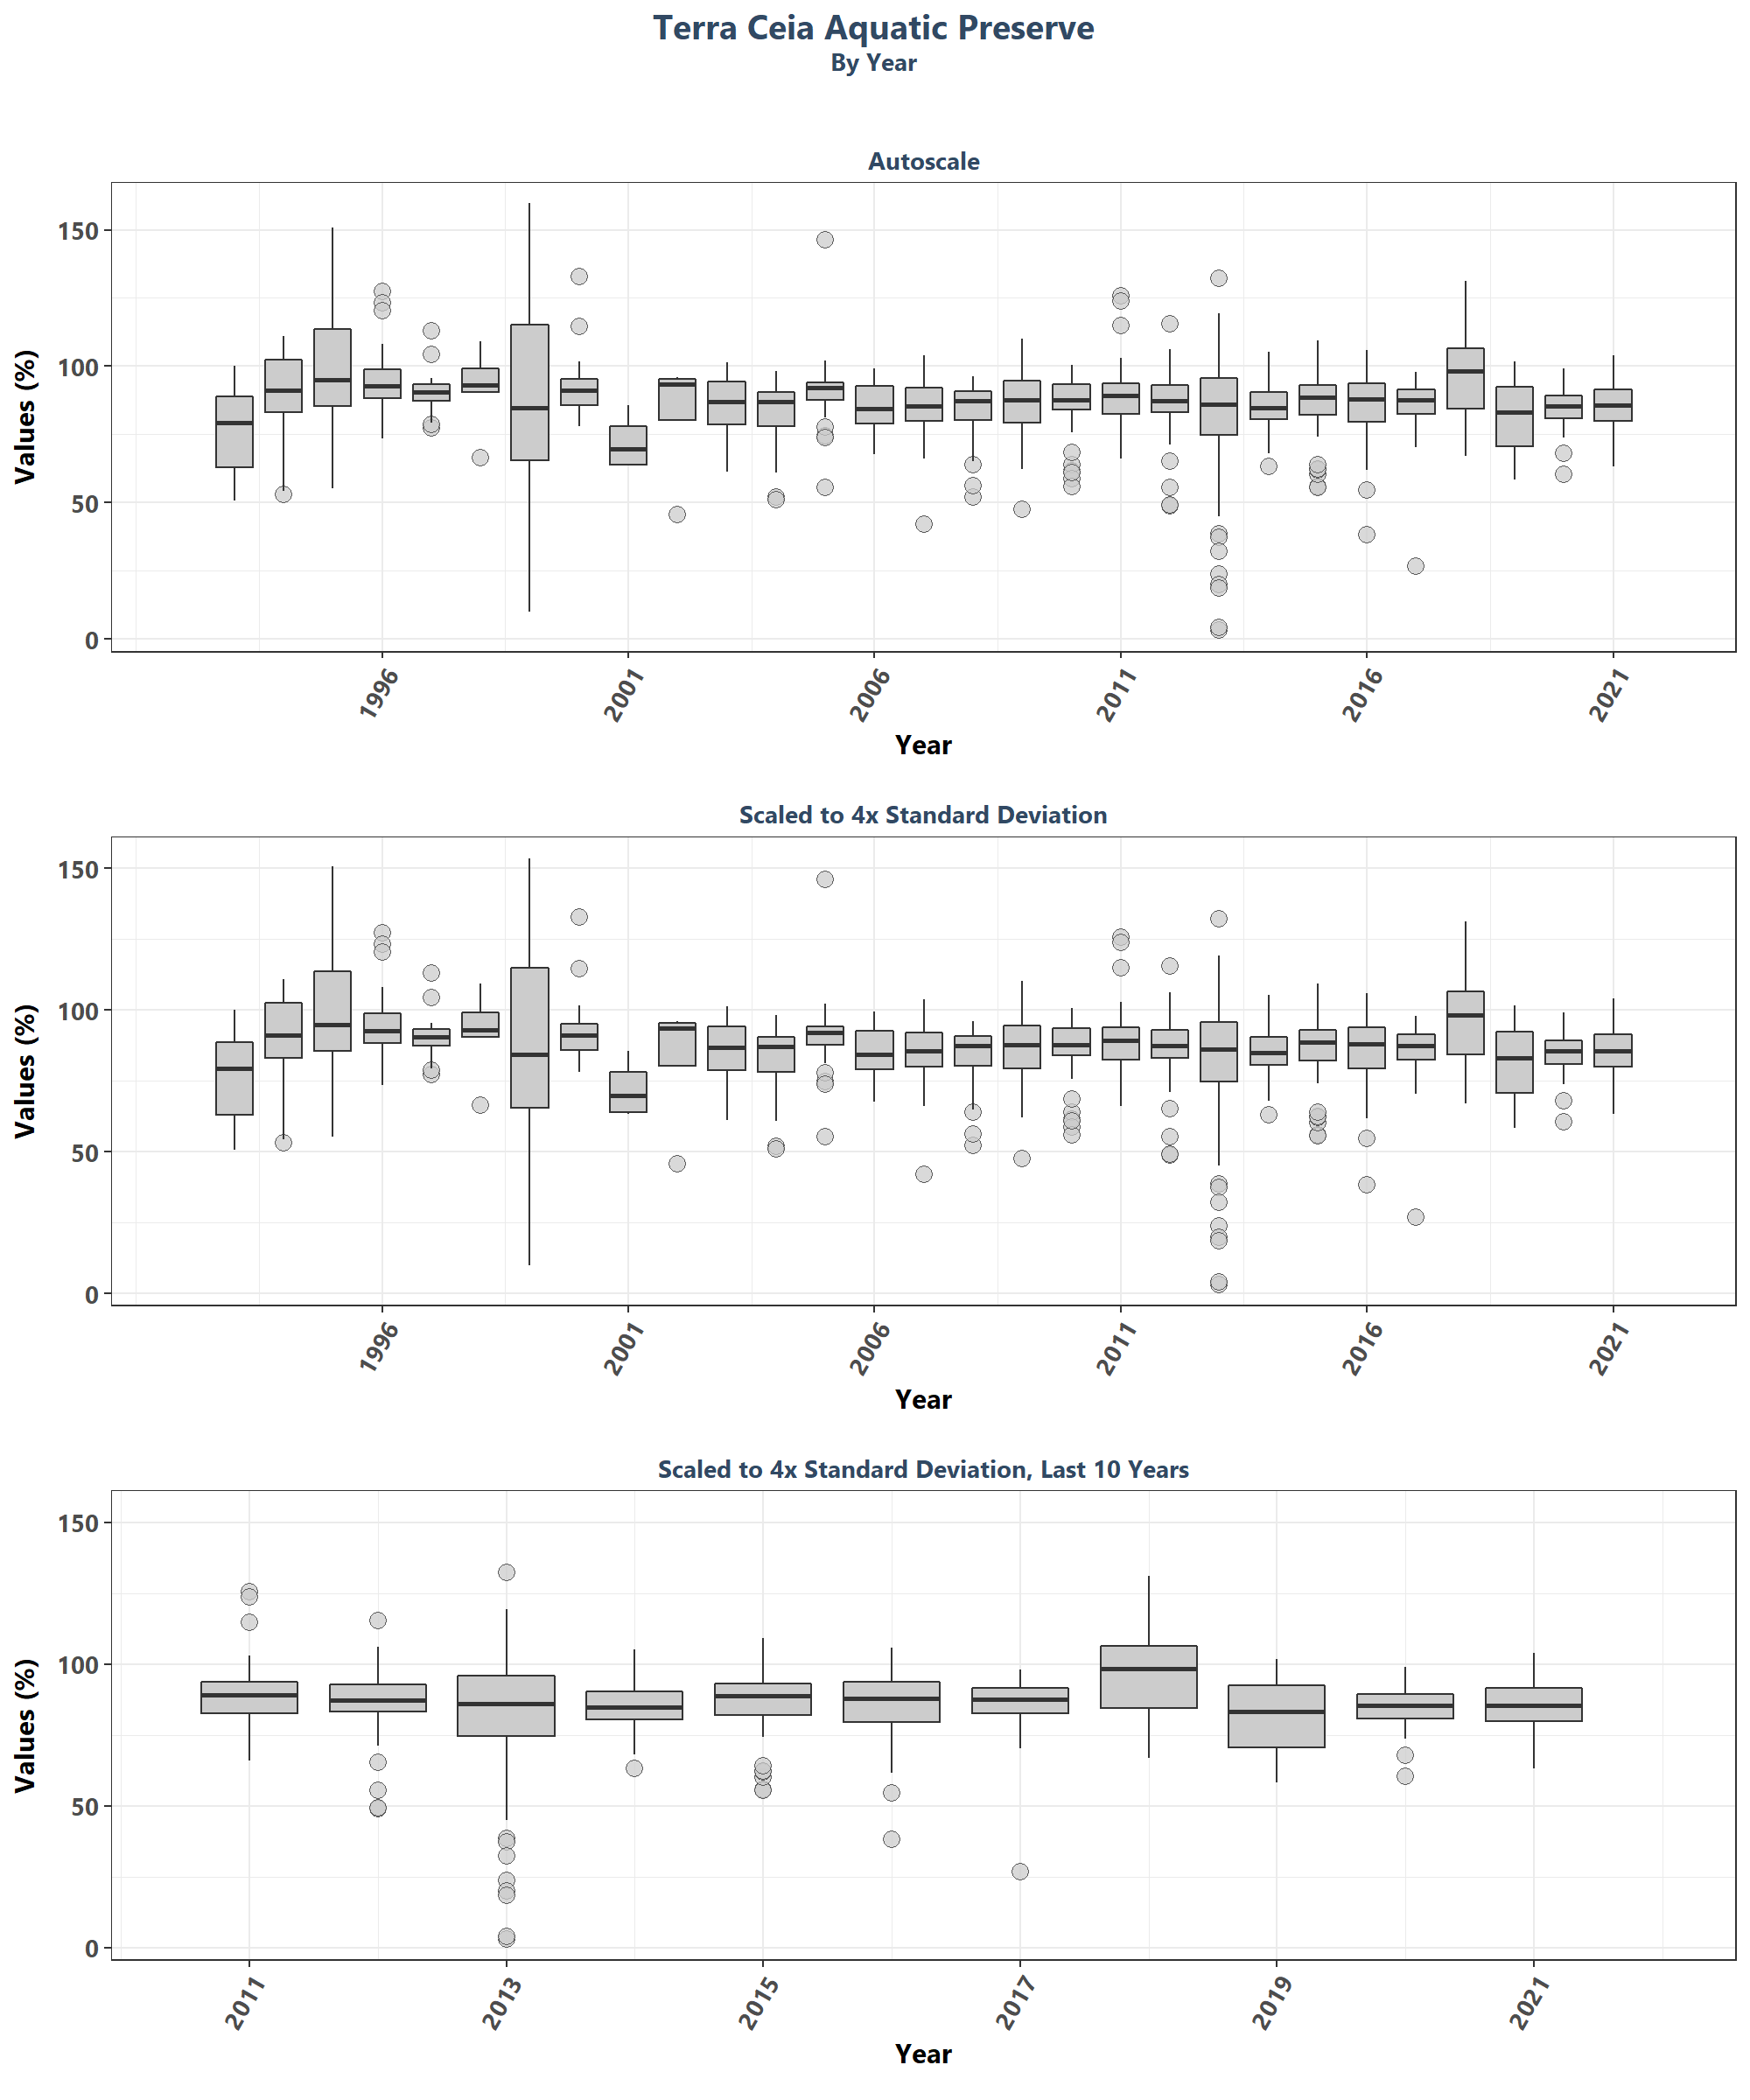 Terra Ceia Aquatic Preserve
By Year
Autoscale
Values (%)
150
100
50
0
1996 2001 2006 2011 2016 2021
Year
Scaled to 4x Standard Deviation
Values (%)
150
100
50
0
1996 2001 2006 2011 2016 2021
Year
Scaled to 4x Standard Deviation, Last 10 Years
Values (%)
150
100
50
0
2011 2013 2015 2017 2019 2021
Year